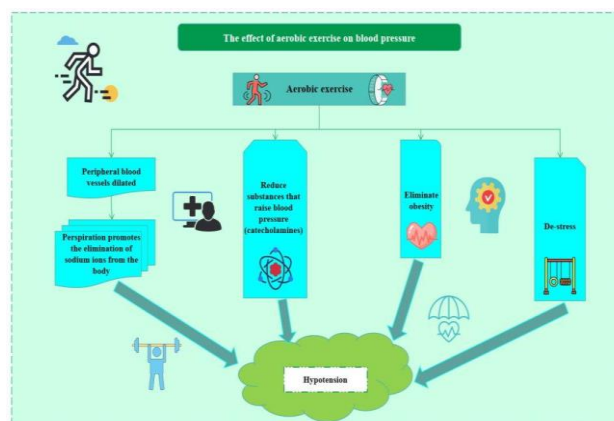 The effect of aerobic exercise on blood pressure
Aerobic exercise
Peripheral blood
vessels dilated
Perspiration promotes
the elimination of
sodium ions from the
body
Reduce
substances that
raise blood
pressure
(catecholamines)
Eliminate
obesity
De-stress
Hypotension